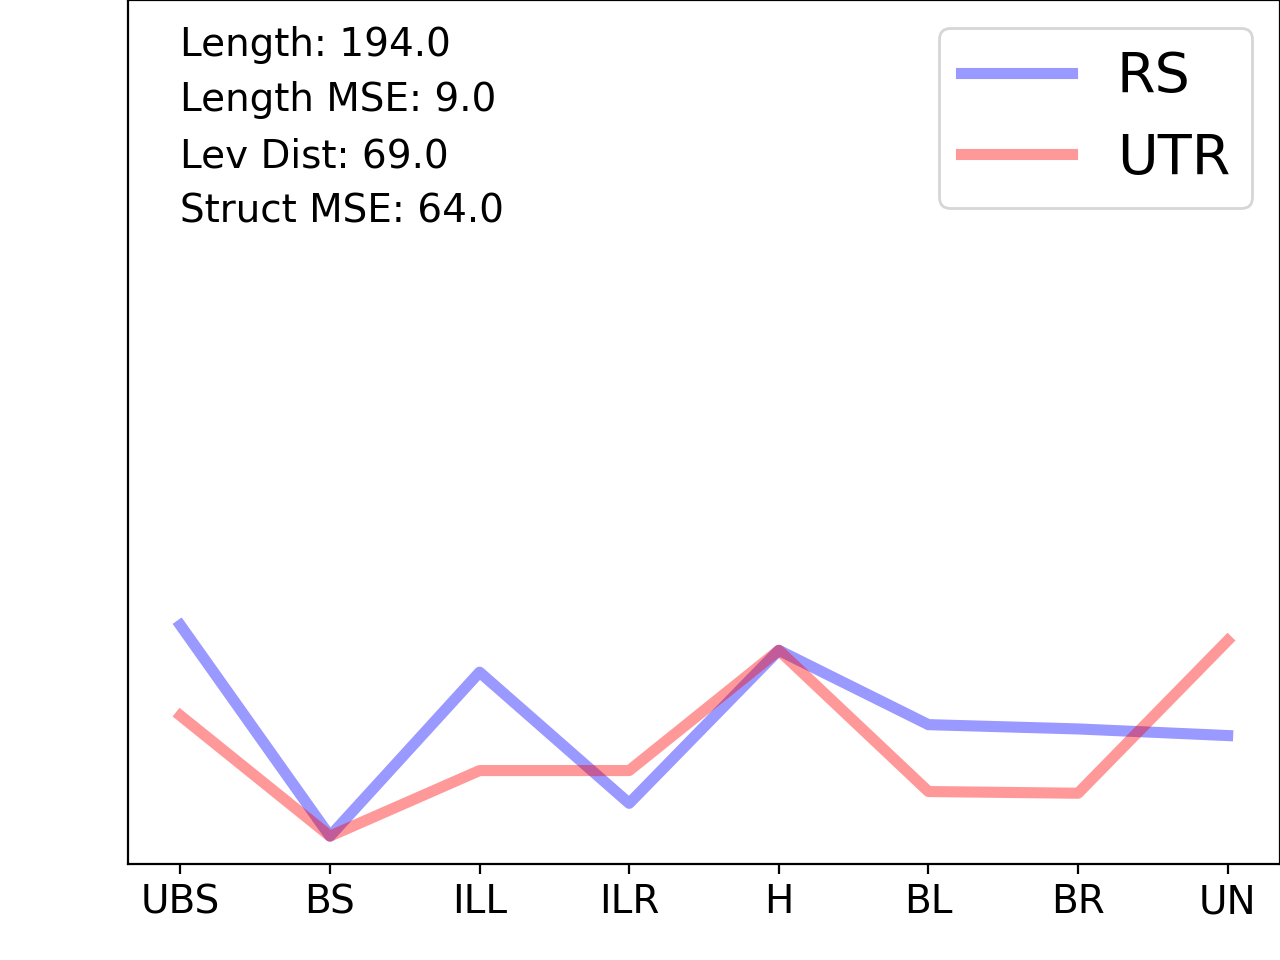 Length: 194.0
Length MSE: 9.0
Lev Dist: 69.0
Struct MSE: 64.0
RS
UTR
UBS BS ILL ILR H BL BR UN